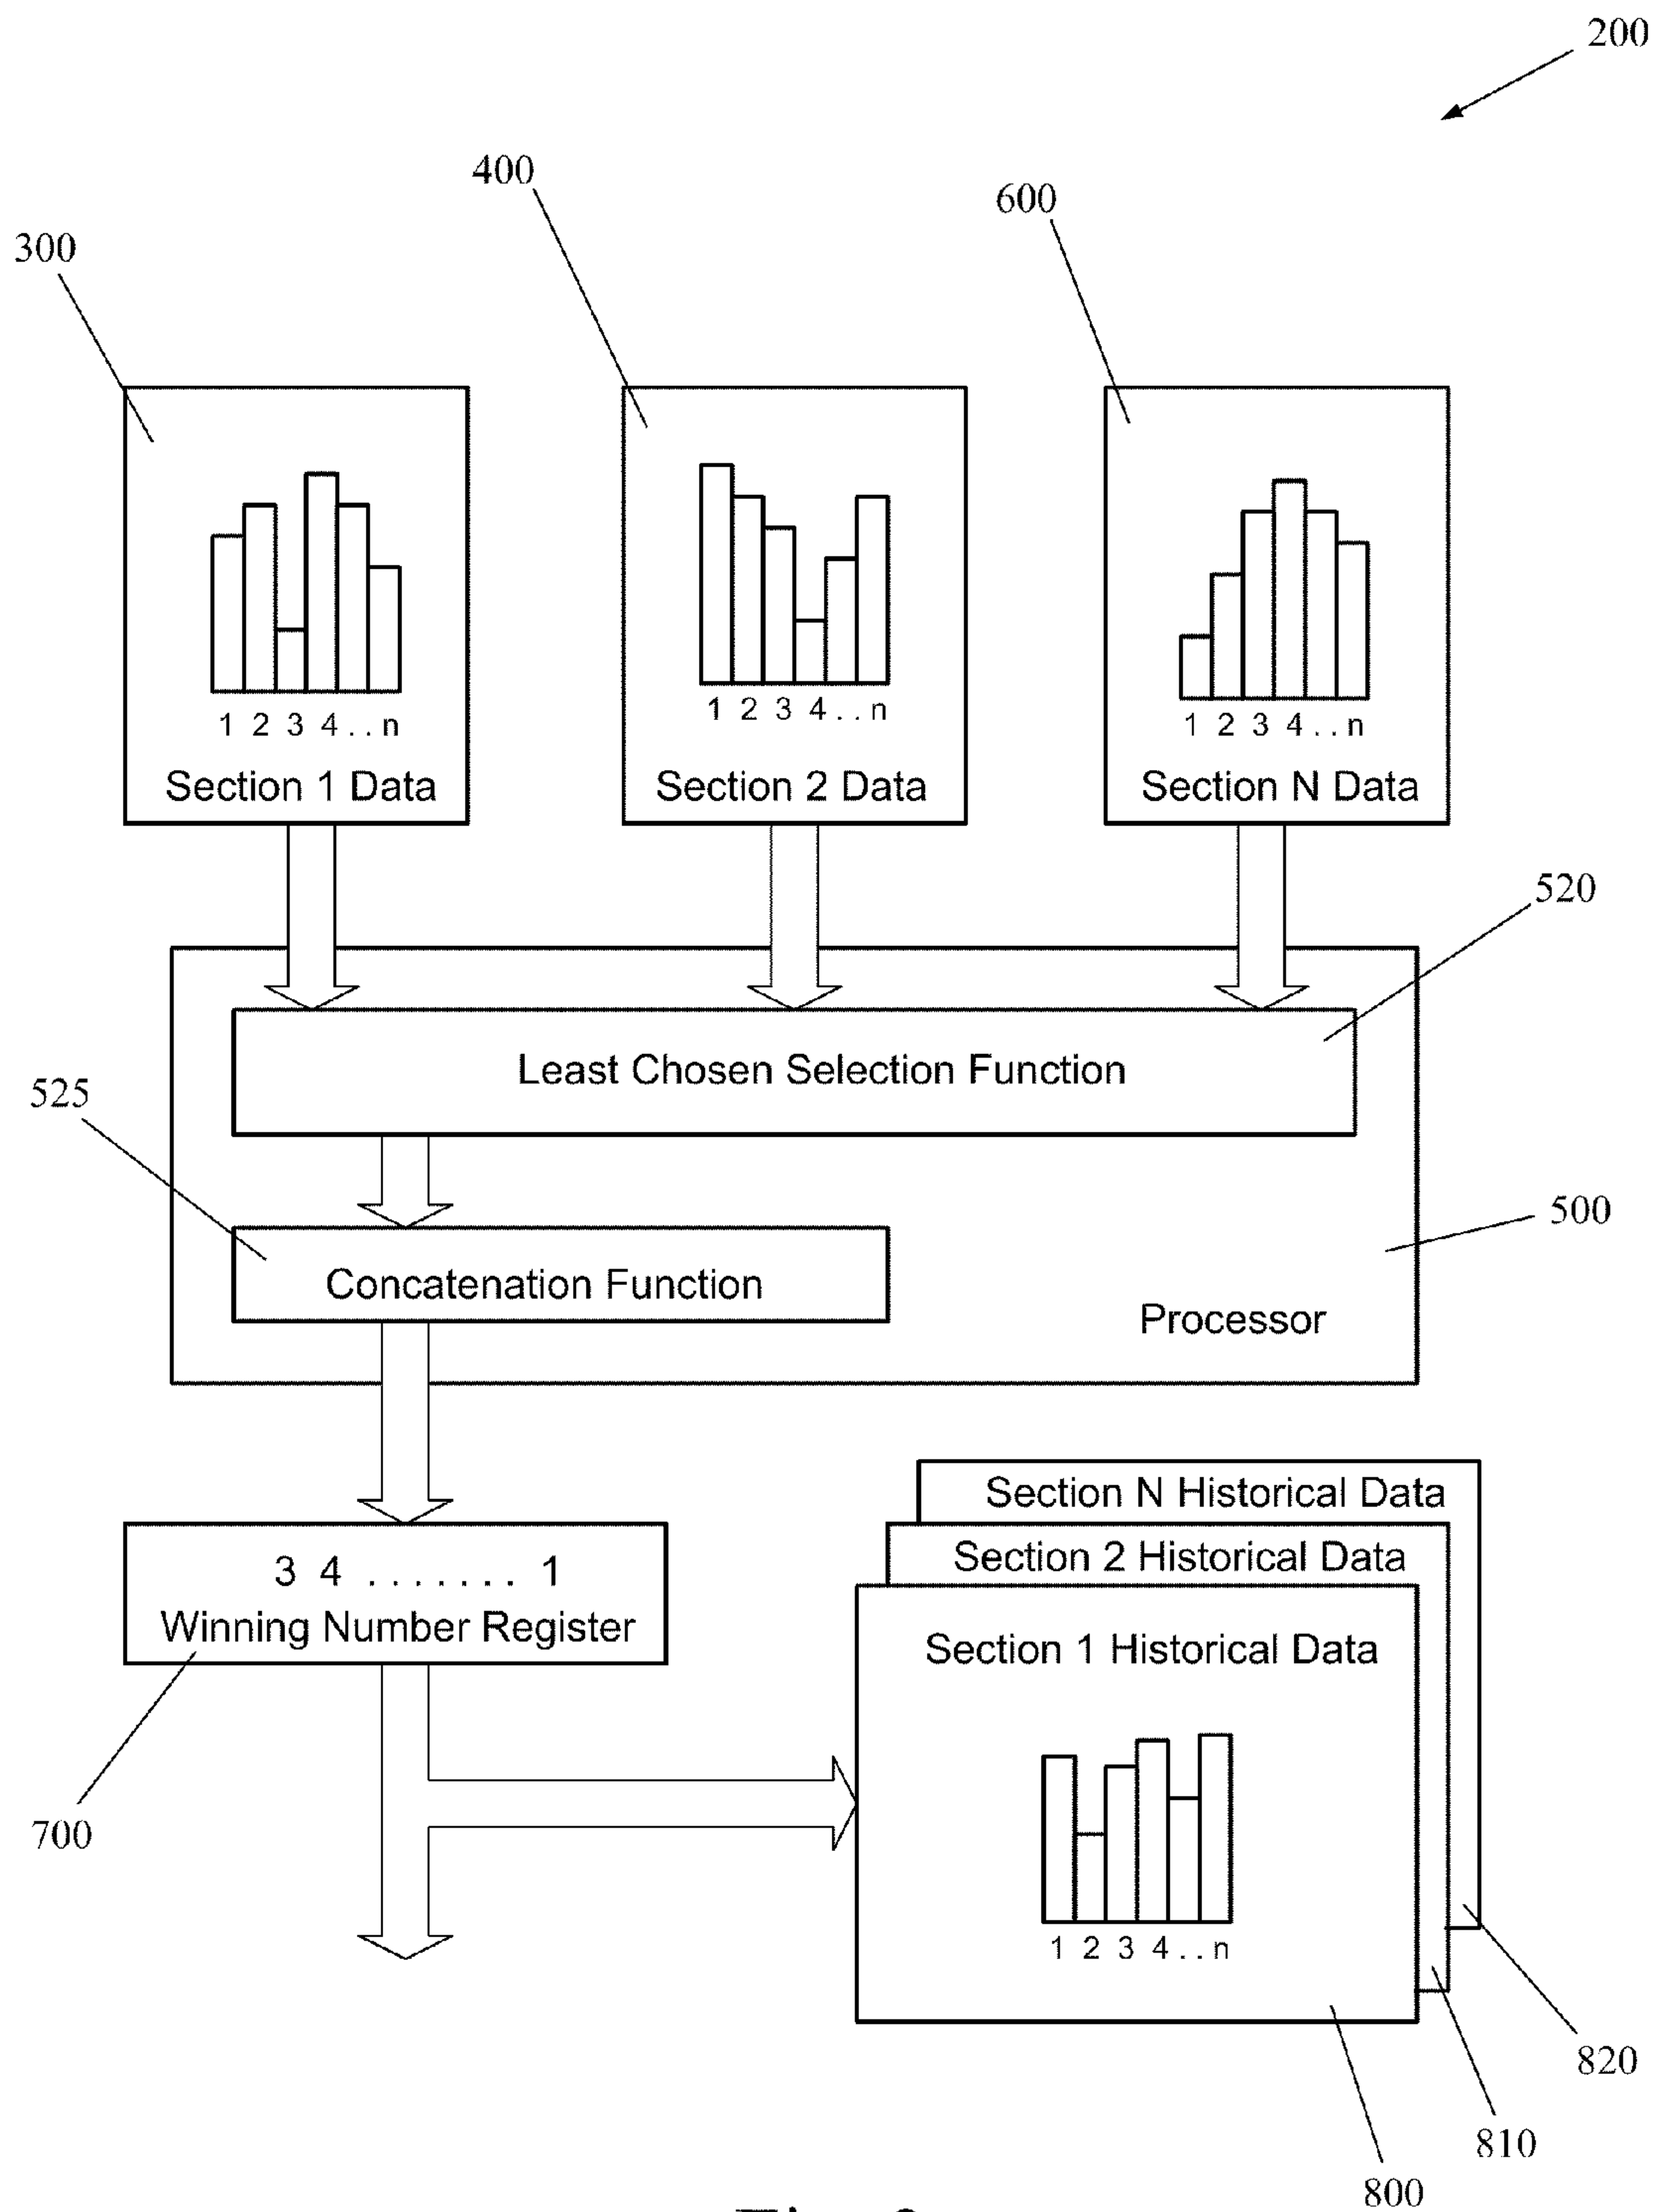 200
400
600
300
1 2 3 4 . . n
Section 1 Data
1 2 3 4 . . n
Section 2 Data
1 2 3 4 . . n
Section N Data
520
Least Chosen Selection Function
525
500
Concatenation Function
Processor
Section N Historical Data
Section 2 Historical Data
3 4 . . . . . . . 1
Winning Number Register
Section 1 Historical Data
700
1 2 3 4 . . n
820
810
800